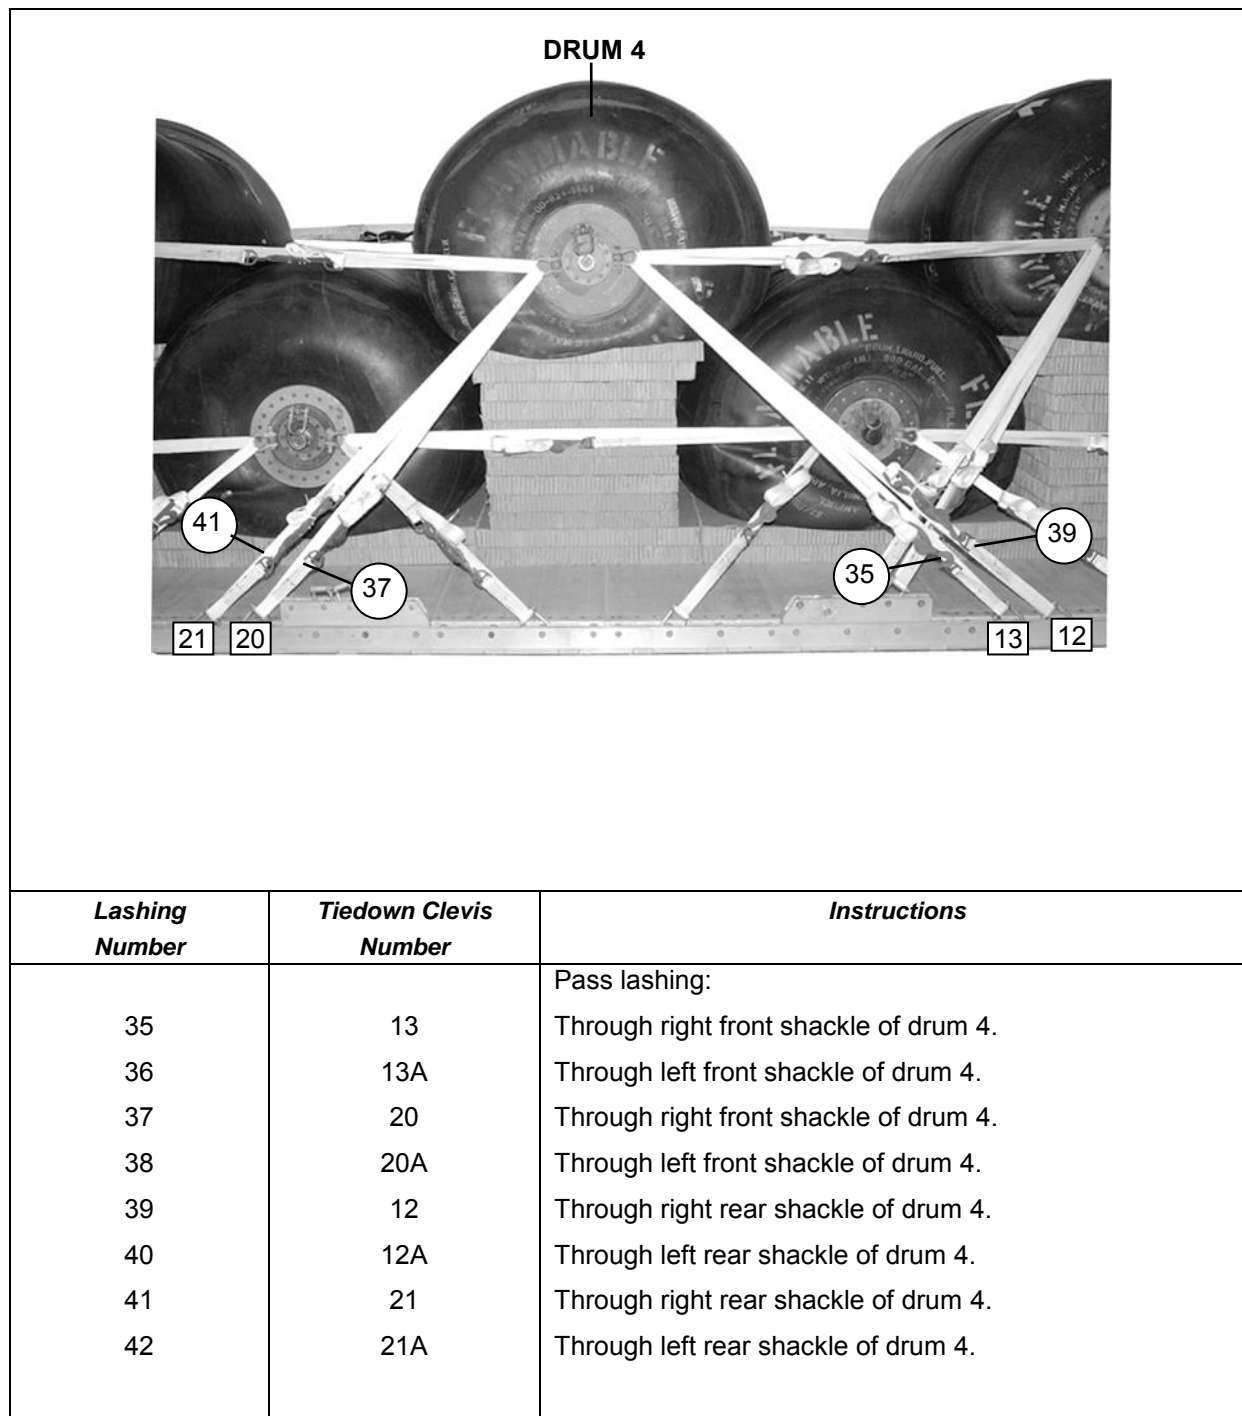 DRUM 4
FLAMMABLE
41
37
35
39
21
20
13
12
Lashing Number
Tiedown Clevis Number
Instructions
Pass lashing:
35 13 Through right front shackle of drum 4.
36 13A Through left front shackle of drum 4.
37 20 Through right front shackle of drum 4.
38 20A Through left front shackle of drum 4.
39 12 Through right rear shackle of drum 4.
40 12A Through left rear shackle of drum 4.
41 21 Through right rear shackle of drum 4.
42 21A Through left rear shackle of drum 4.